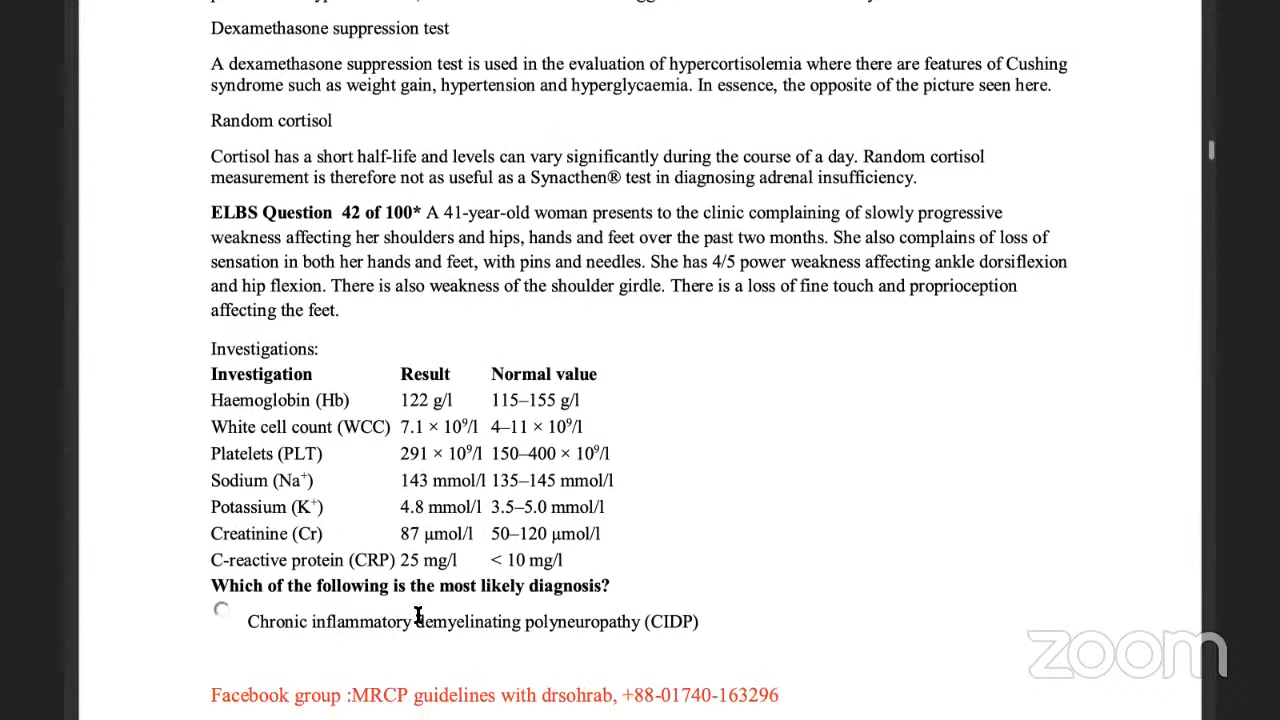 Dexamethasone suppression test
A dexamethasone suppression test is used in the evaluation of hypercortisolemia where there are features of Cushing
syndrome such as weight gain, hypertension and hyperglycaemia. In essence, the opposite of the picture seen here.
Random cortisol
Cortisol has a short half-life and levels can vary significantly during the course of a day. Random cortisol
measurement is therefore not as useful as a Synacthen® test in diagnosing adrenal insufficiency.
ELBS Question 42 of 100* A 41-year-old woman presents to the clinic complaining of slowly progressive
weakness affecting her shoulders and hips, hands and feet over the past two months. She also complains of loss of
sensation in both her hands and feet, with pins and needles. She has 4/5 power weakness affecting ankle dorsiflexion
and hip flexion. There is also weakness of the shoulder girdle. There is a loss of fine touch and proprioception
affecting the feet.
Investigations:
Investigation Result Normal value
Haemoglobin (Hb) 122 g/l 115–155 g/l
White cell count (WCC) 7.1 × 10⁹/l 4–11 × 10⁹/l
Platelets (PLT) 291 × 10⁹/l 150–400 × 10⁹/l
Sodium (Na⁺) 143 mmol/l 135–145 mmol/l
Potassium (K⁺) 4.8 mmol/l 3.5–5.0 mmol/l
Creatinine (Cr) 87 µmol/l 50–120 µmol/l
C-reactive protein (CRP) 25 mg/l < 10 mg/l
Which of the following is the most likely diagnosis?
Chronic inflammatory demyelinating polyneuropathy (CIDP)
zoom
Facebook group :MRCP guidelines with drsohrab, +88-01740-163296